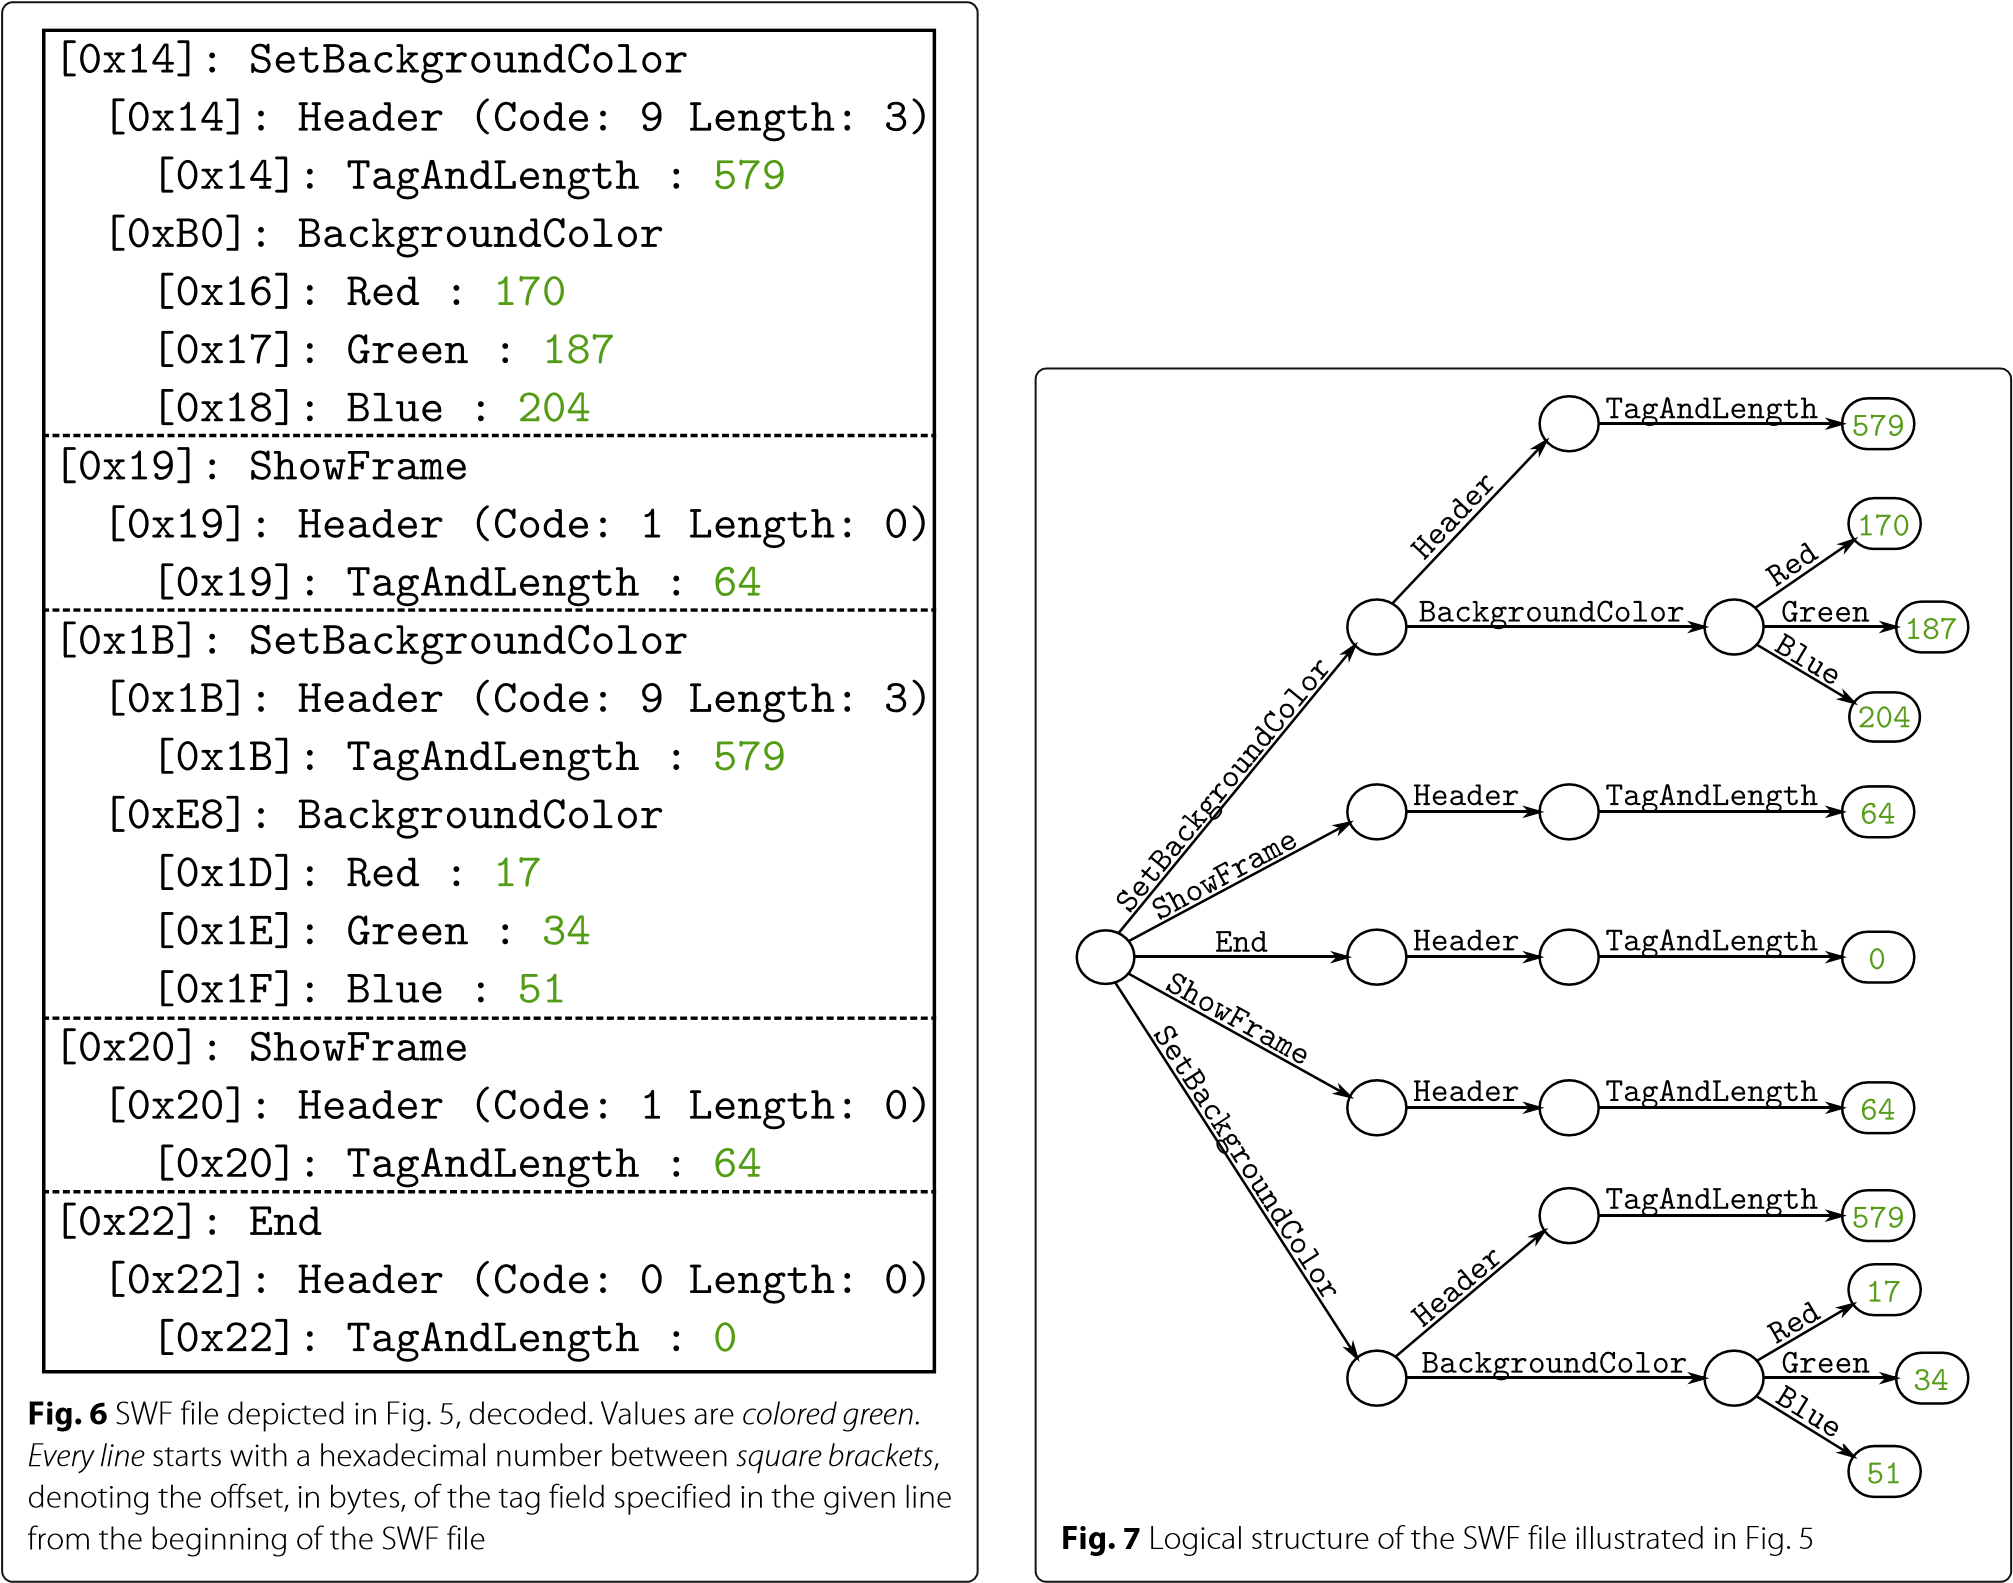 [0x14]: SetBackgroundColor
[0x14]: Header (Code: 9 Length: 3)
[0x14]: TagAndLength : 579
[0xB0]: BackgroundColor
[0x16]: Red : 170
[0x17]: Green : 187
[0x18]: Blue : 204
[0x19]: ShowFrame
[0x19]: Header (Code: 1 Length: 0)
[0x19]: TagAndLength : 64
[0x1B]: SetBackgroundColor
[0x1B]: Header (Code: 9 Length: 3)
[0x1B]: TagAndLength : 579
[0xE8]: BackgroundColor
[0x1D]: Red : 17
[0x1E]: Green : 34
[0x1F]: Blue : 51
[0x20]: ShowFrame
[0x20]: Header (Code: 1 Length: 0)
[0x20]: TagAndLength : 64
[0x22]: End
[0x22]: Header (Code: 0 Length: 0)
[0x22]: TagAndLength : 0
Fig. 6 SWF file depicted in Fig. 5, decoded. Values are colored green.
Every line starts with a hexadecimal number between square brackets,
denoting the offset, in bytes, of the tag field specified in the given line
from the beginning of the SWF file
TagAndLength
579
Header
170
Red
BackgroundColor
Green
187
Blue
204
SetBackgroundColor
ShowFrame
Header
TagAndLength
64
End
Header
TagAndLength
0
ShowFrame
Header
TagAndLength
64
SetBackgroundColor
TagAndLength
579
Header
17
Red
BackgroundColor
Green
34
Blue
51
Fig. 7 Logical structure of the SWF file illustrated in Fig. 5